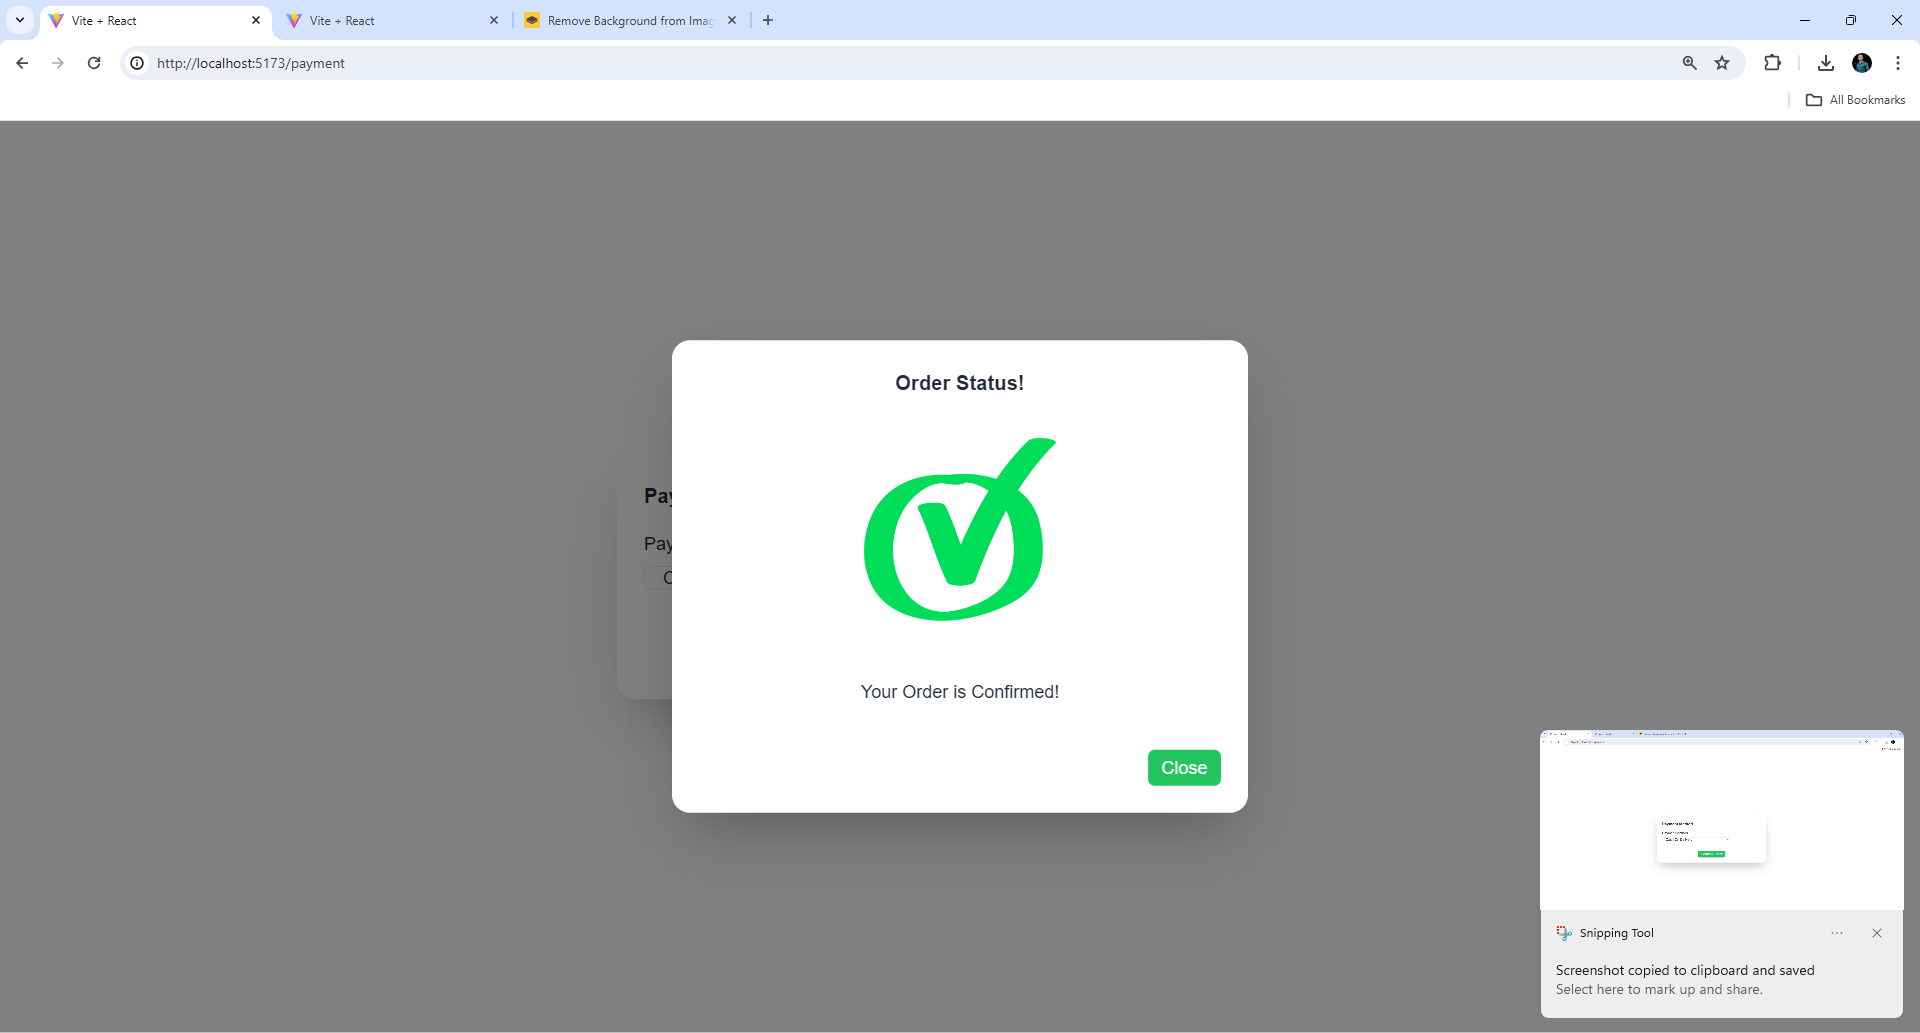 Vite + React
Vite + React
Remove Background from Imag
http://localhost:5173/payment
All Bookmarks
Order Status!
Pay
Pay
Your Order is Confirmed!
Close
Payment Method
Snipping Tool
Screenshot copied to clipboard and saved
Select here to mark up and share.